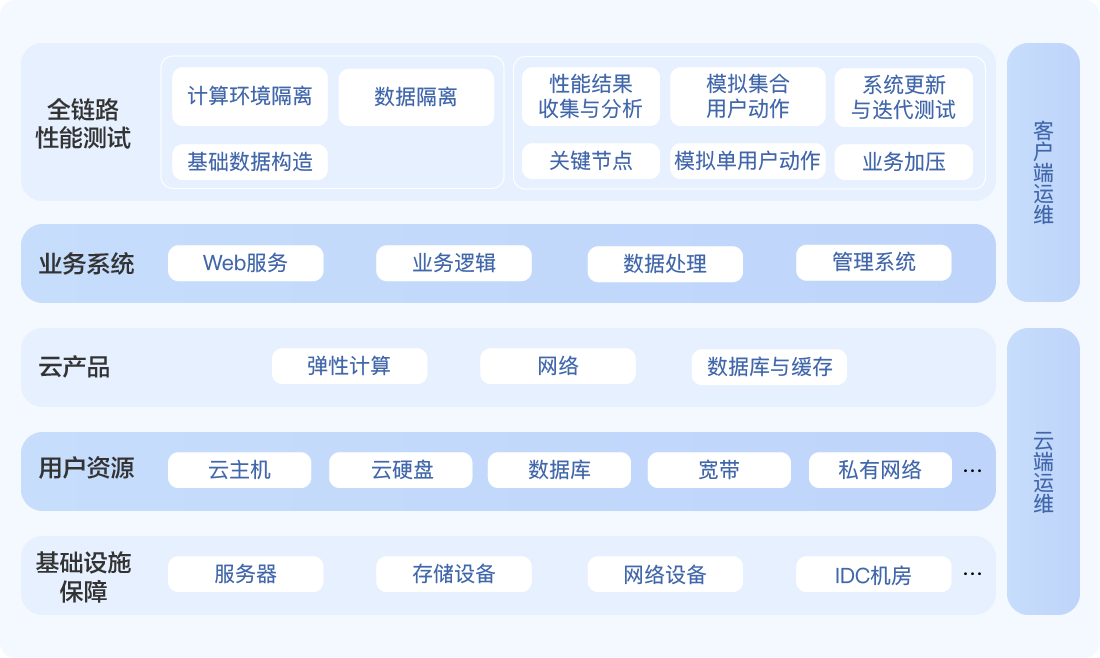 全链路
性能测试
计算环境隔离
数据隔离
基础数据构造
性能结果
收集与分析
模拟集合
用户动作
系统更新
与迭代测试
关键节点
模拟单用户动作
业务加压
客户端运维
业务系统
Web服务
业务逻辑
数据处理
管理系统
云产品
弹性计算
网络
数据库与缓存
云端运维
用户资源
云主机
云硬盘
数据库
宽带
私有网络
...
基础设施
保障
服务器
存储设备
网络设备
IDC机房
...